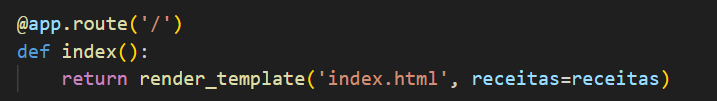 @app.route('/')
def index():
    return render_template('index.html', receitas=receitas)